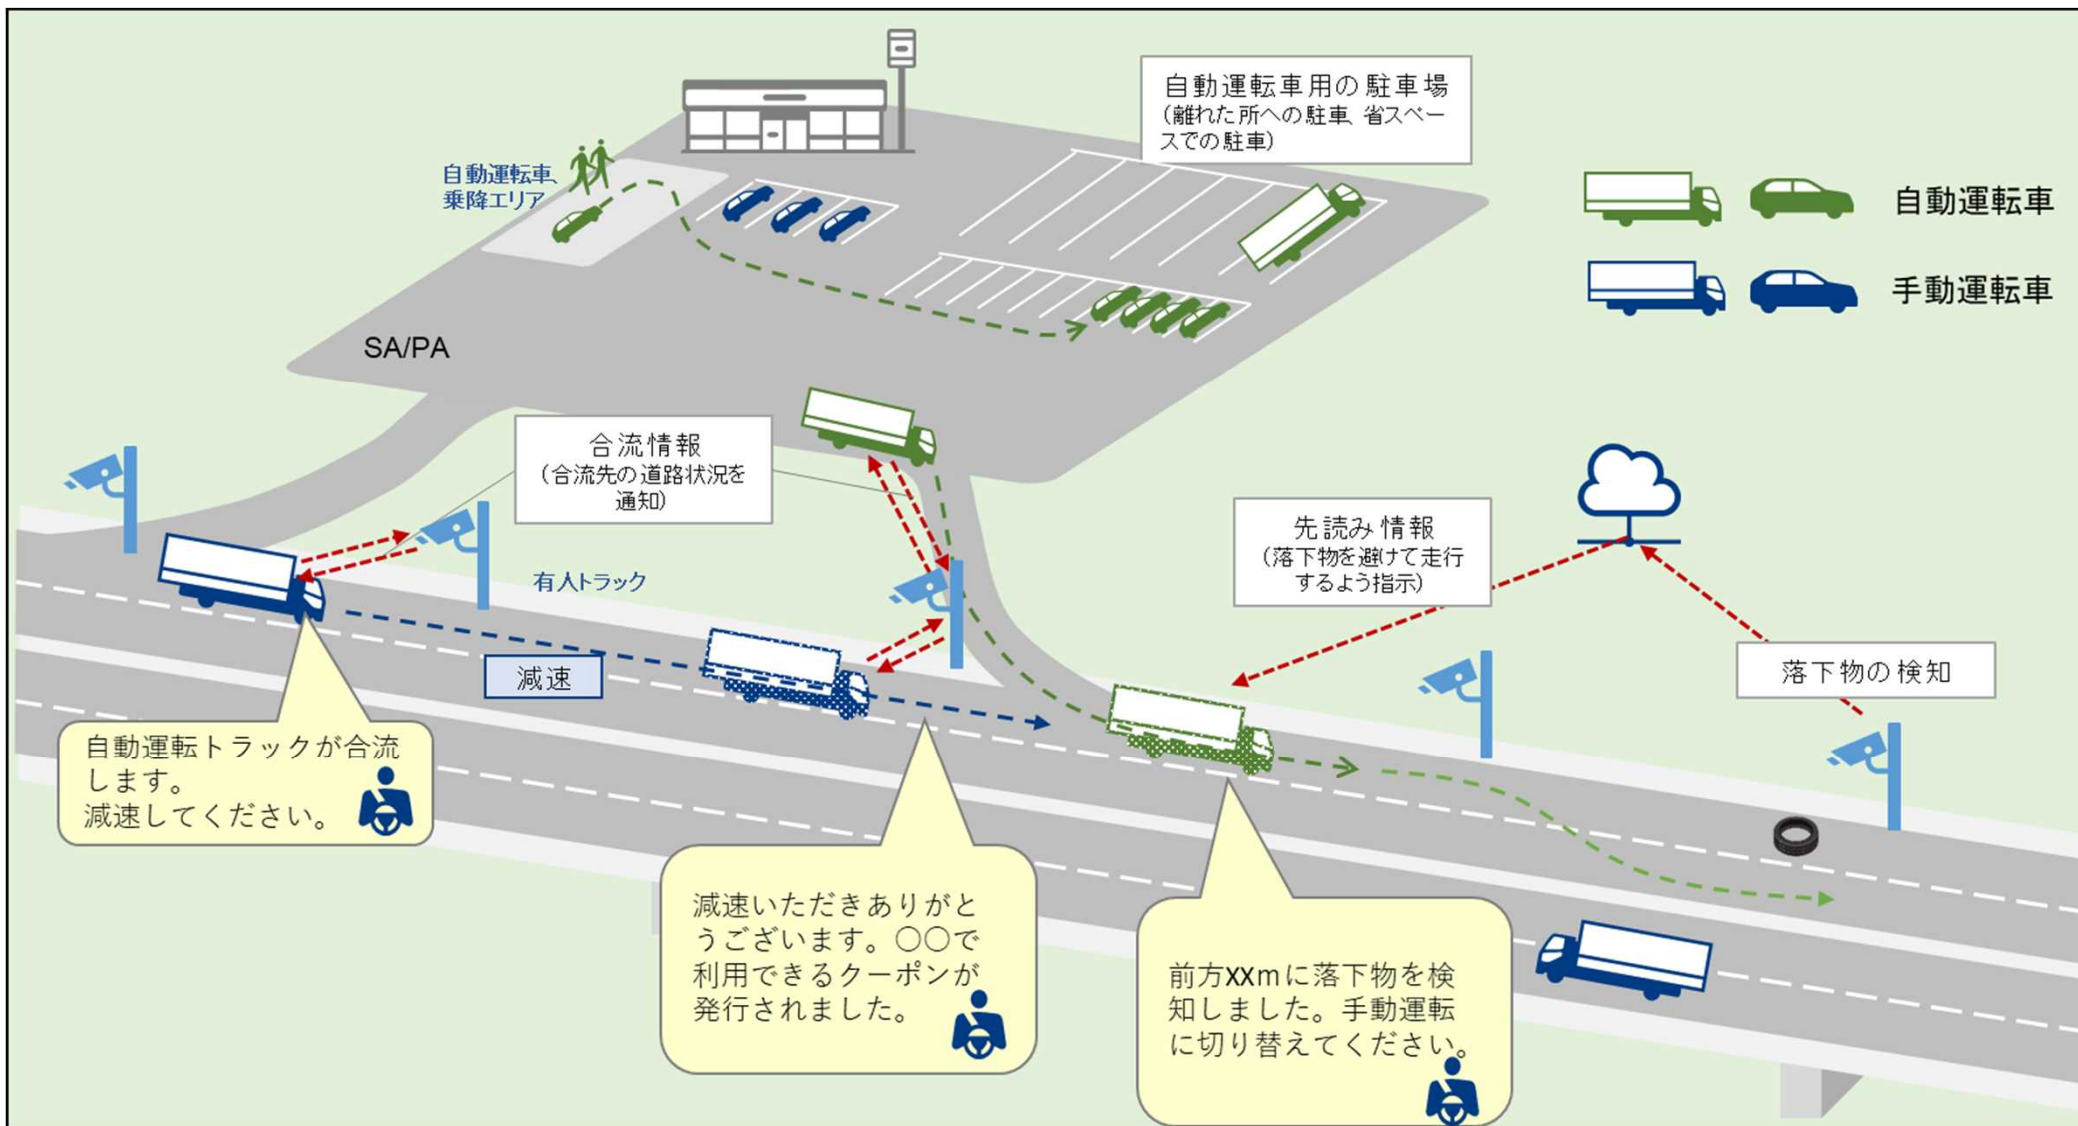 自動運転車用の駐車場
(離れた所への駐車、省スペー
スでの駐車)
自動運転車、
乗降エリア
自動運転車
手動運転車
SA/PA
合流情報
(合流先の道路状況を
通知)
先読み情報
(落下物を避けて走行
するよう指示)
有人トラック
落下物の検知
減速
自動運転トラックが合流
します。
減速してください。
減速いただきありがと
うございます。○○で
利用できるクーポンが
発行されました。
前方XXmに落下物を検
知しました。手動運転
に切り替えてください。